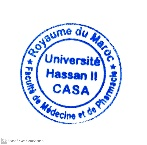 Royaume du Maroc
Université
Hassan II
CASA
* Faculté de Médecine et de Pharmacie *